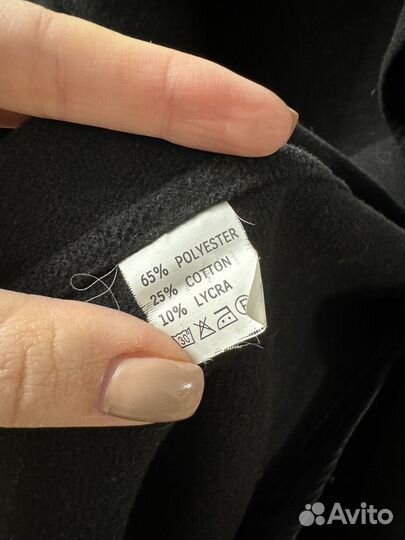 65% POLYESTER
25% COTTON
10% LYCRA
30°
Avito